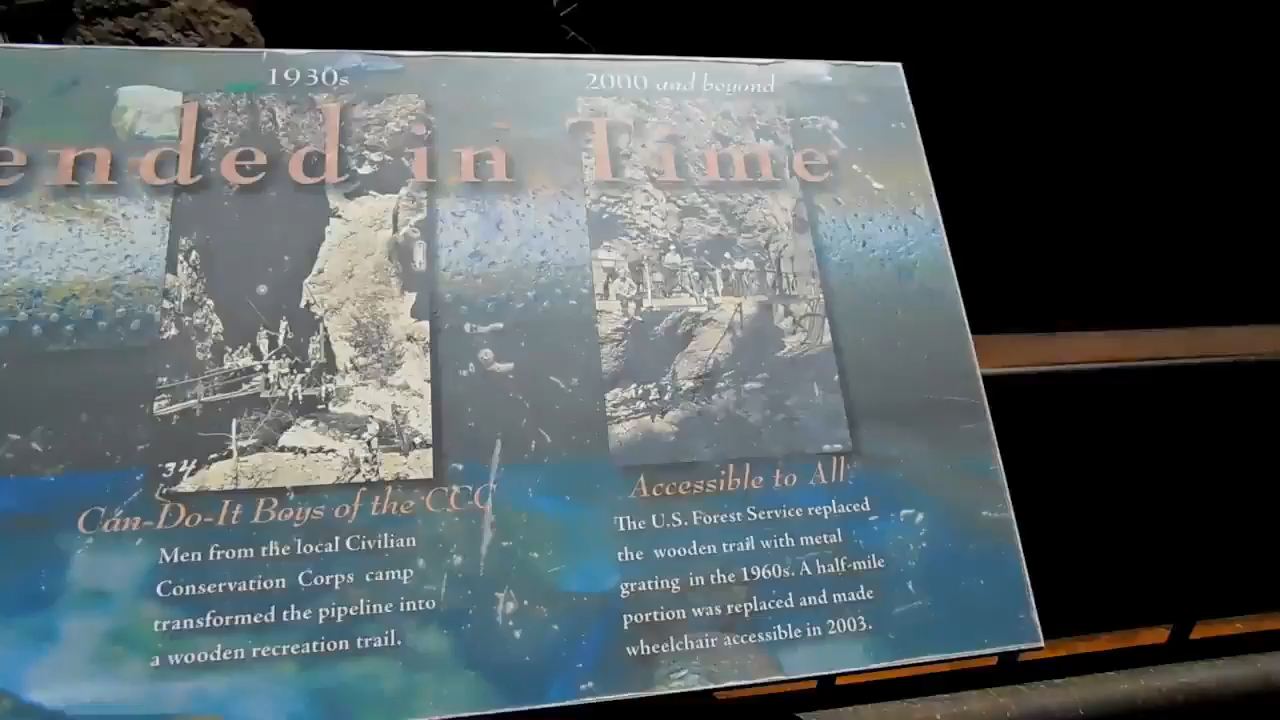 1930s
2000 and beyond
ended in Time
34
Can-Do-It Boys of the CCC
Men from the local Civilian
Conservation Corps camp
transformed the pipeline into
a wooden recreation trail.
Accessible to All
The U.S. Forest Service replaced
the wooden trail with metal
grating in the 1960s. A half-mile
portion was replaced and made
wheelchair accessible in 2003.